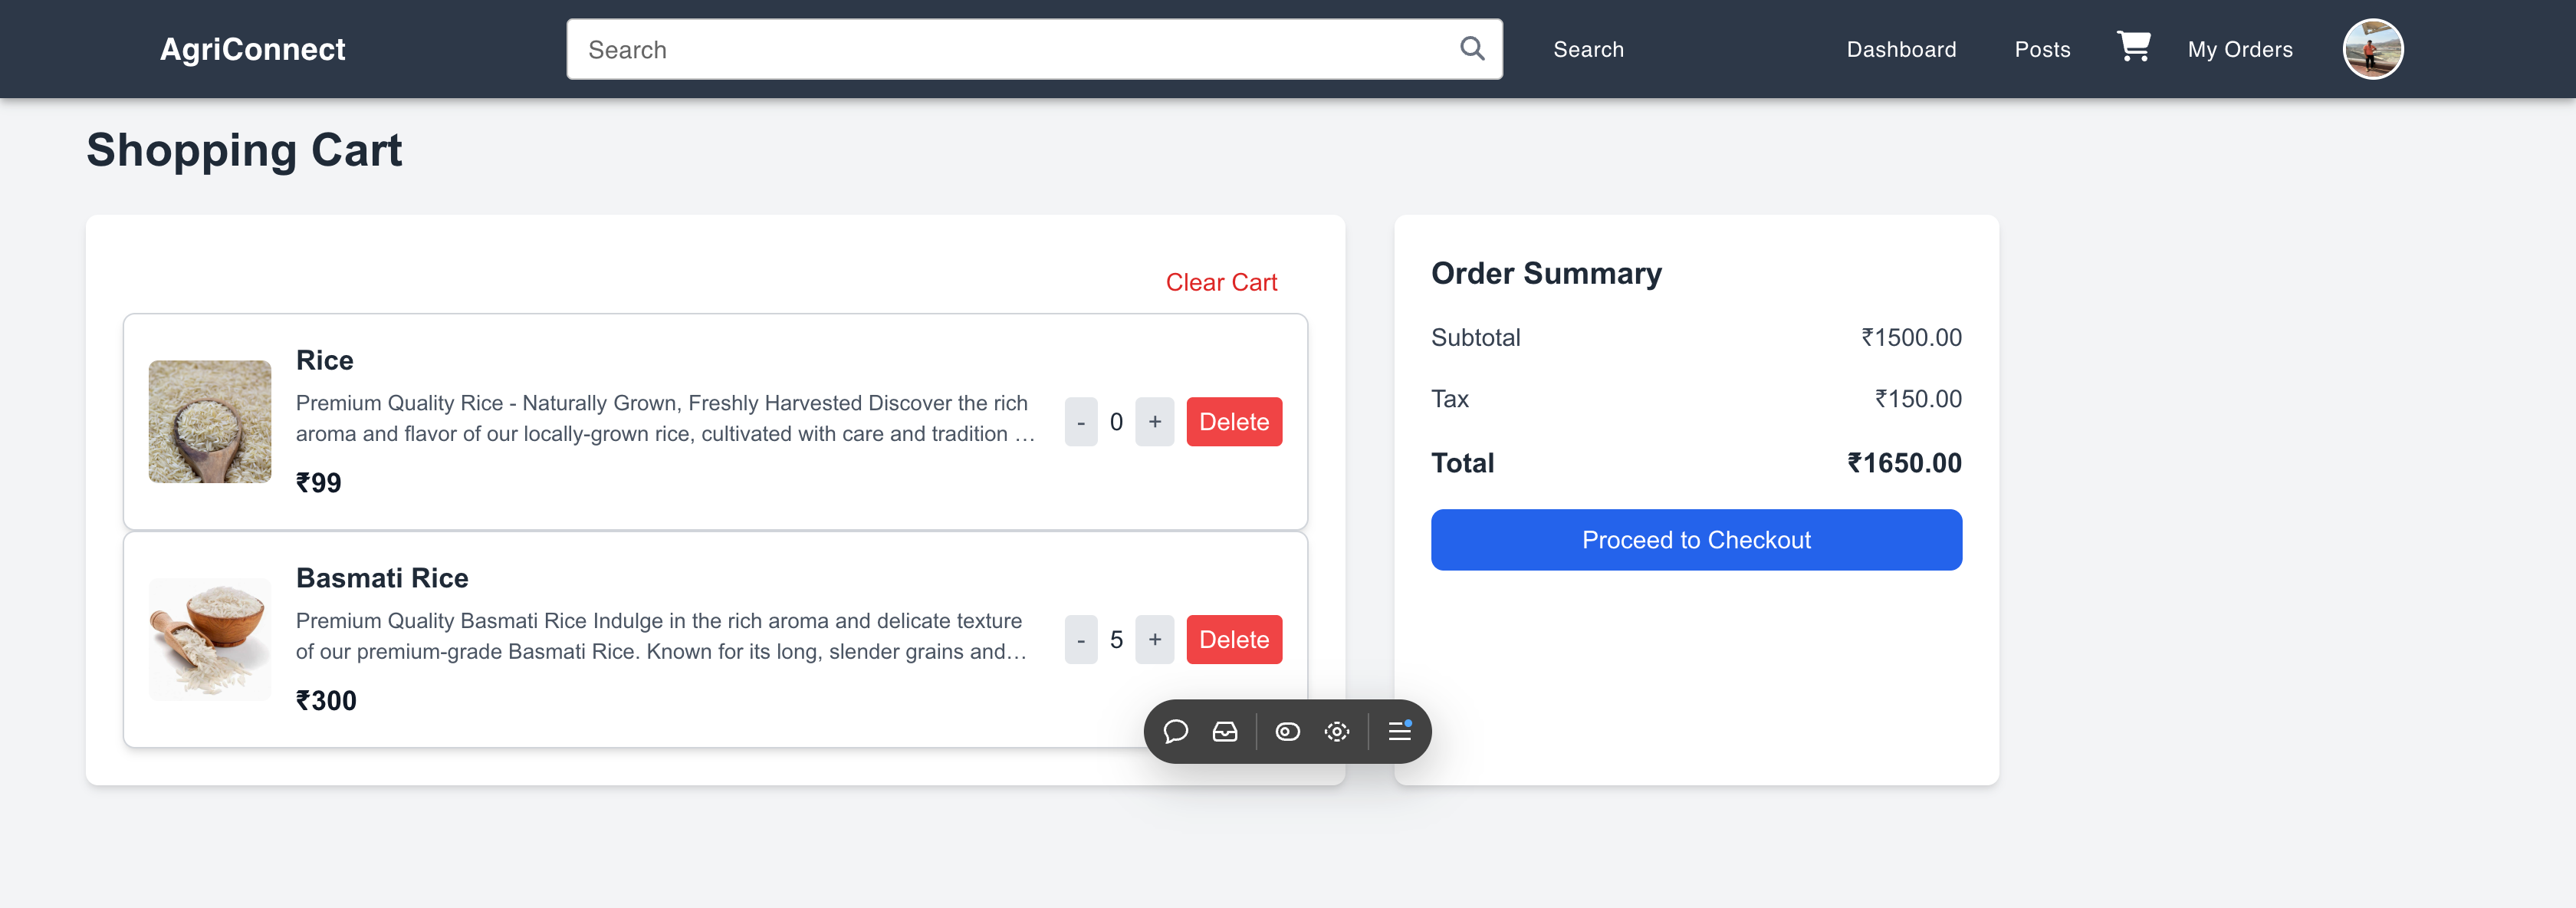 AgriConnect
Search
Search
Dashboard
Posts
My Orders
Shopping Cart
Clear Cart
Rice
Premium Quality Rice - Naturally Grown, Freshly Harvested Discover the rich
aroma and flavor of our locally-grown rice, cultivated with care and tradition …
₹99
- 0 + Delete
Basmati Rice
Premium Quality Basmati Rice Indulge in the rich aroma and delicate texture
of our premium-grade Basmati Rice. Known for its long, slender grains and…
₹300
- 5 + Delete
Order Summary
Subtotal ₹1500.00
Tax ₹150.00
Total ₹1650.00
Proceed to Checkout